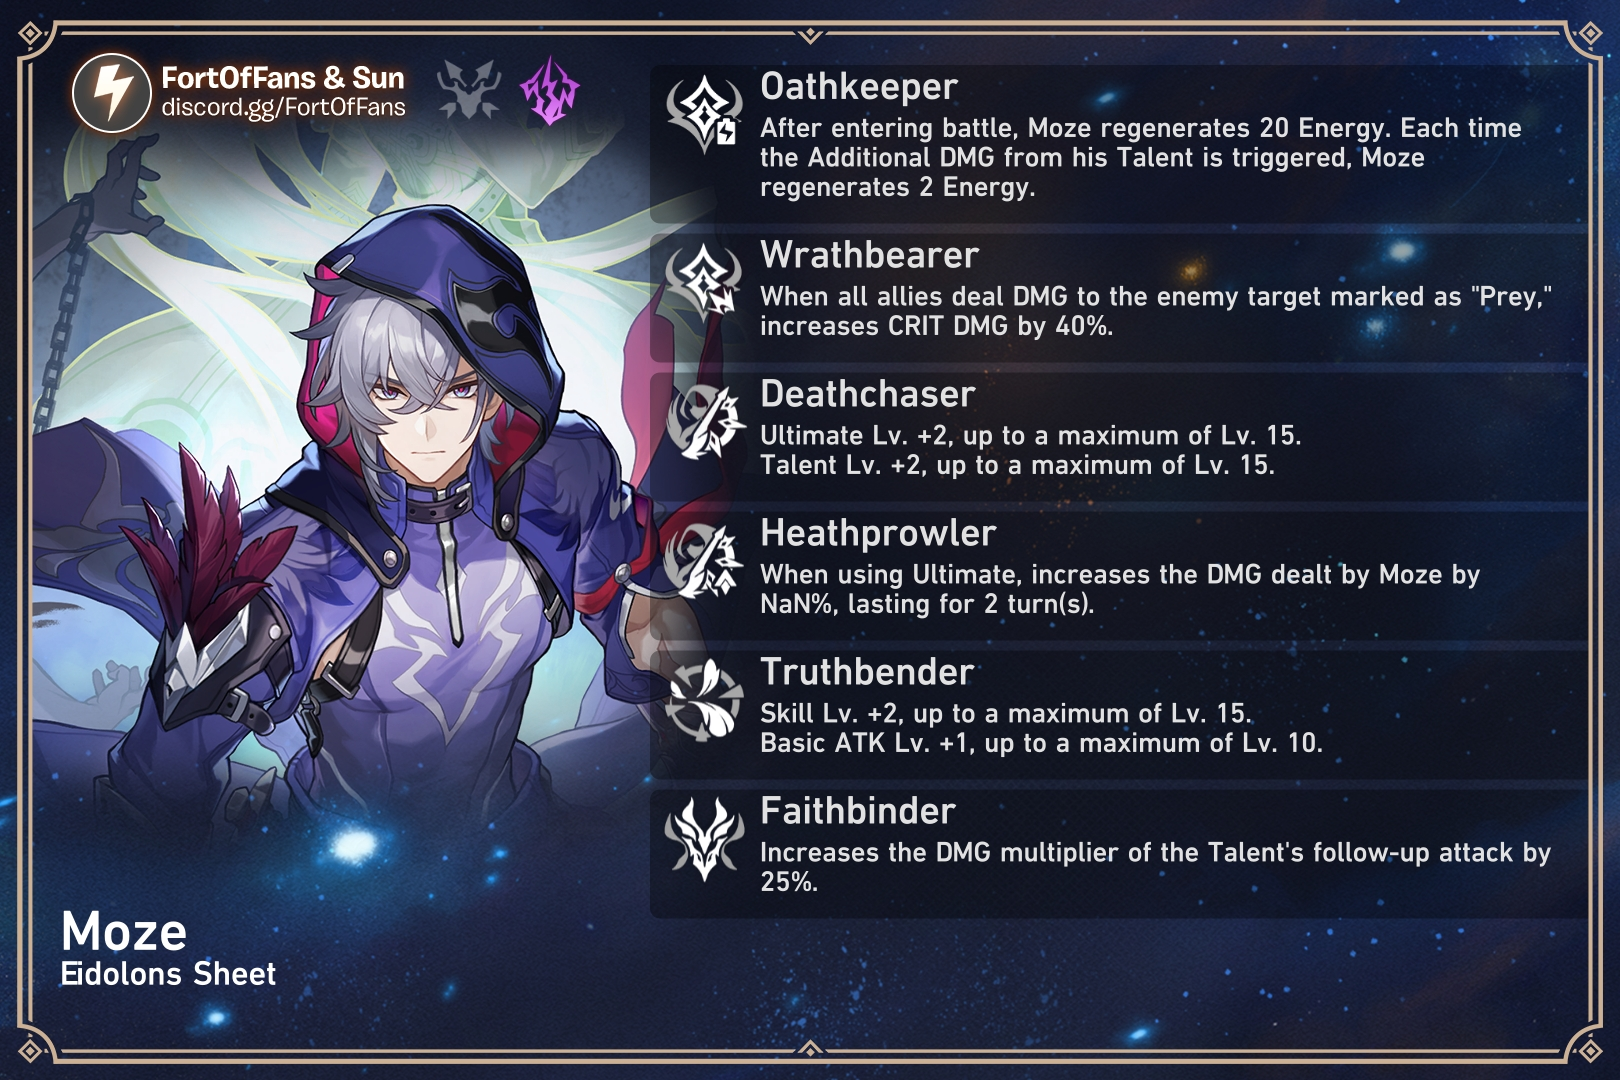 FortOfFans & Sun
discord.gg/FortOfFans
Oathkeeper
After entering battle, Moze regenerates 20 Energy. Each time
the Additional DMG from his Talent is triggered, Moze
regenerates 2 Energy.
Wrathbearer
When all allies deal DMG to the enemy target marked as "Prey,"
increases CRIT DMG by 40%.
Deathchaser
Ultimate Lv. +2, up to a maximum of Lv. 15.
Talent Lv. +2, up to a maximum of Lv. 15.
Heathprowler
When using Ultimate, increases the DMG dealt by Moze by
NaN%, lasting for 2 turn(s).
Truthbender
Skill Lv. +2, up to a maximum of Lv. 15.
Basic ATK Lv. +1, up to a maximum of Lv. 10.
Faithbinder
Increases the DMG multiplier of the Talent's follow-up attack by
25%.
Moze
Eidolons Sheet